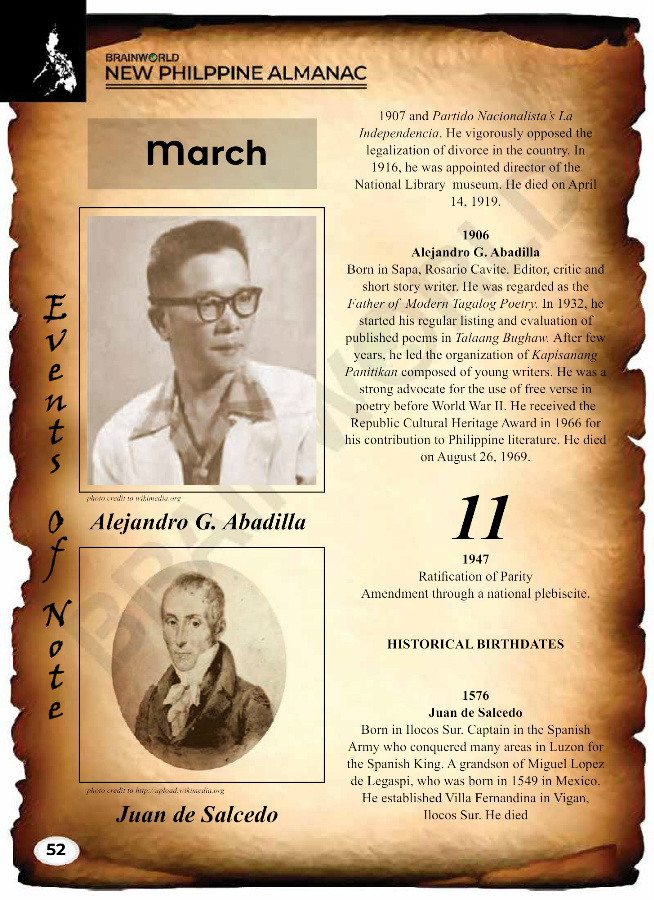 BRAINWORLD
NEW PHILPPINE ALMANAC
March
Events Of Note
photo credit to wikimedia.org
Alejandro G. Abadilla
photo credit to http://upload.wikimedia.org
Juan de Salcedo
52
1907 and Partido Nacionalista’s La
Independencia. He vigorously opposed the
legalization of divorce in the country. In
1916, he was appointed director of the
National Library museum. He died on April
14, 1919.
1906
Alejandro G. Abadilla
Born in Sapa, Rosario Cavite. Editor, critic and
short story writer. He was regarded as the
Father of Modern Tagalog Poetry. In 1932, he
started his regular listing and evaluation of
published poems in Talaang Bughaw. After few
years, he led the organization of Kapisanang
Panitikan composed of young writers. He was a
strong advocate for the use of free verse in
poetry before World War II. He received the
Republic Cultural Heritage Award in 1966 for
his contribution to Philippine literature. He died
on August 26, 1969.
11
1947
Ratification of Parity
Amendment through a national plebiscite.
HISTORICAL BIRTHDATES
1576
Juan de Salcedo
Born in Ilocos Sur. Captain in the Spanish
Army who conquered many areas in Luzon for
the Spanish King. A grandson of Miguel Lopez
de Legaspi, who was born in 1549 in Mexico.
He established Villa Fernandina in Vigan,
Ilocos Sur. He died
BRAINWORLD